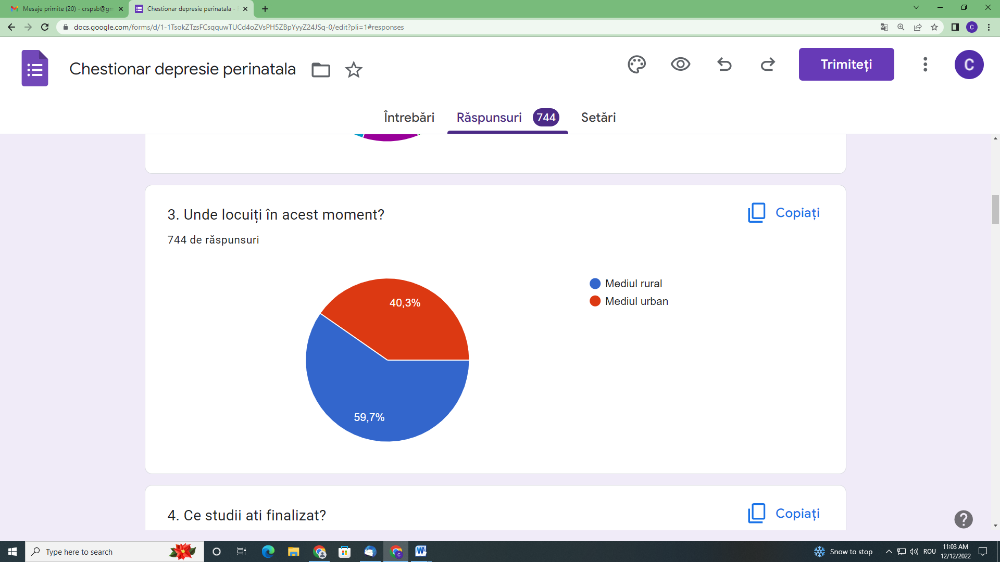 Mesaje primite (20) - crspsb@gm
Chestionar depresie perinatala -
docs.google.com/forms/d/1-1TsokZTzsFCsqquwTUCd4oZVsPH5ZBpYyyZ24JSq-0/edit?pli=1#responses
C
Chestionar depresie perinatala
Trimiteți
C
Întrebări
Răspunsuri 744
Setări
3. Unde locuiți în acest moment?
Copiați
744 de răspunsuri
Mediul rural
Mediul urban
40,3%
59,7%
4. Ce studii ati finalizat?
Copiați
Type here to search
Snow to stop
ROU
11:03 AM
12/12/2022